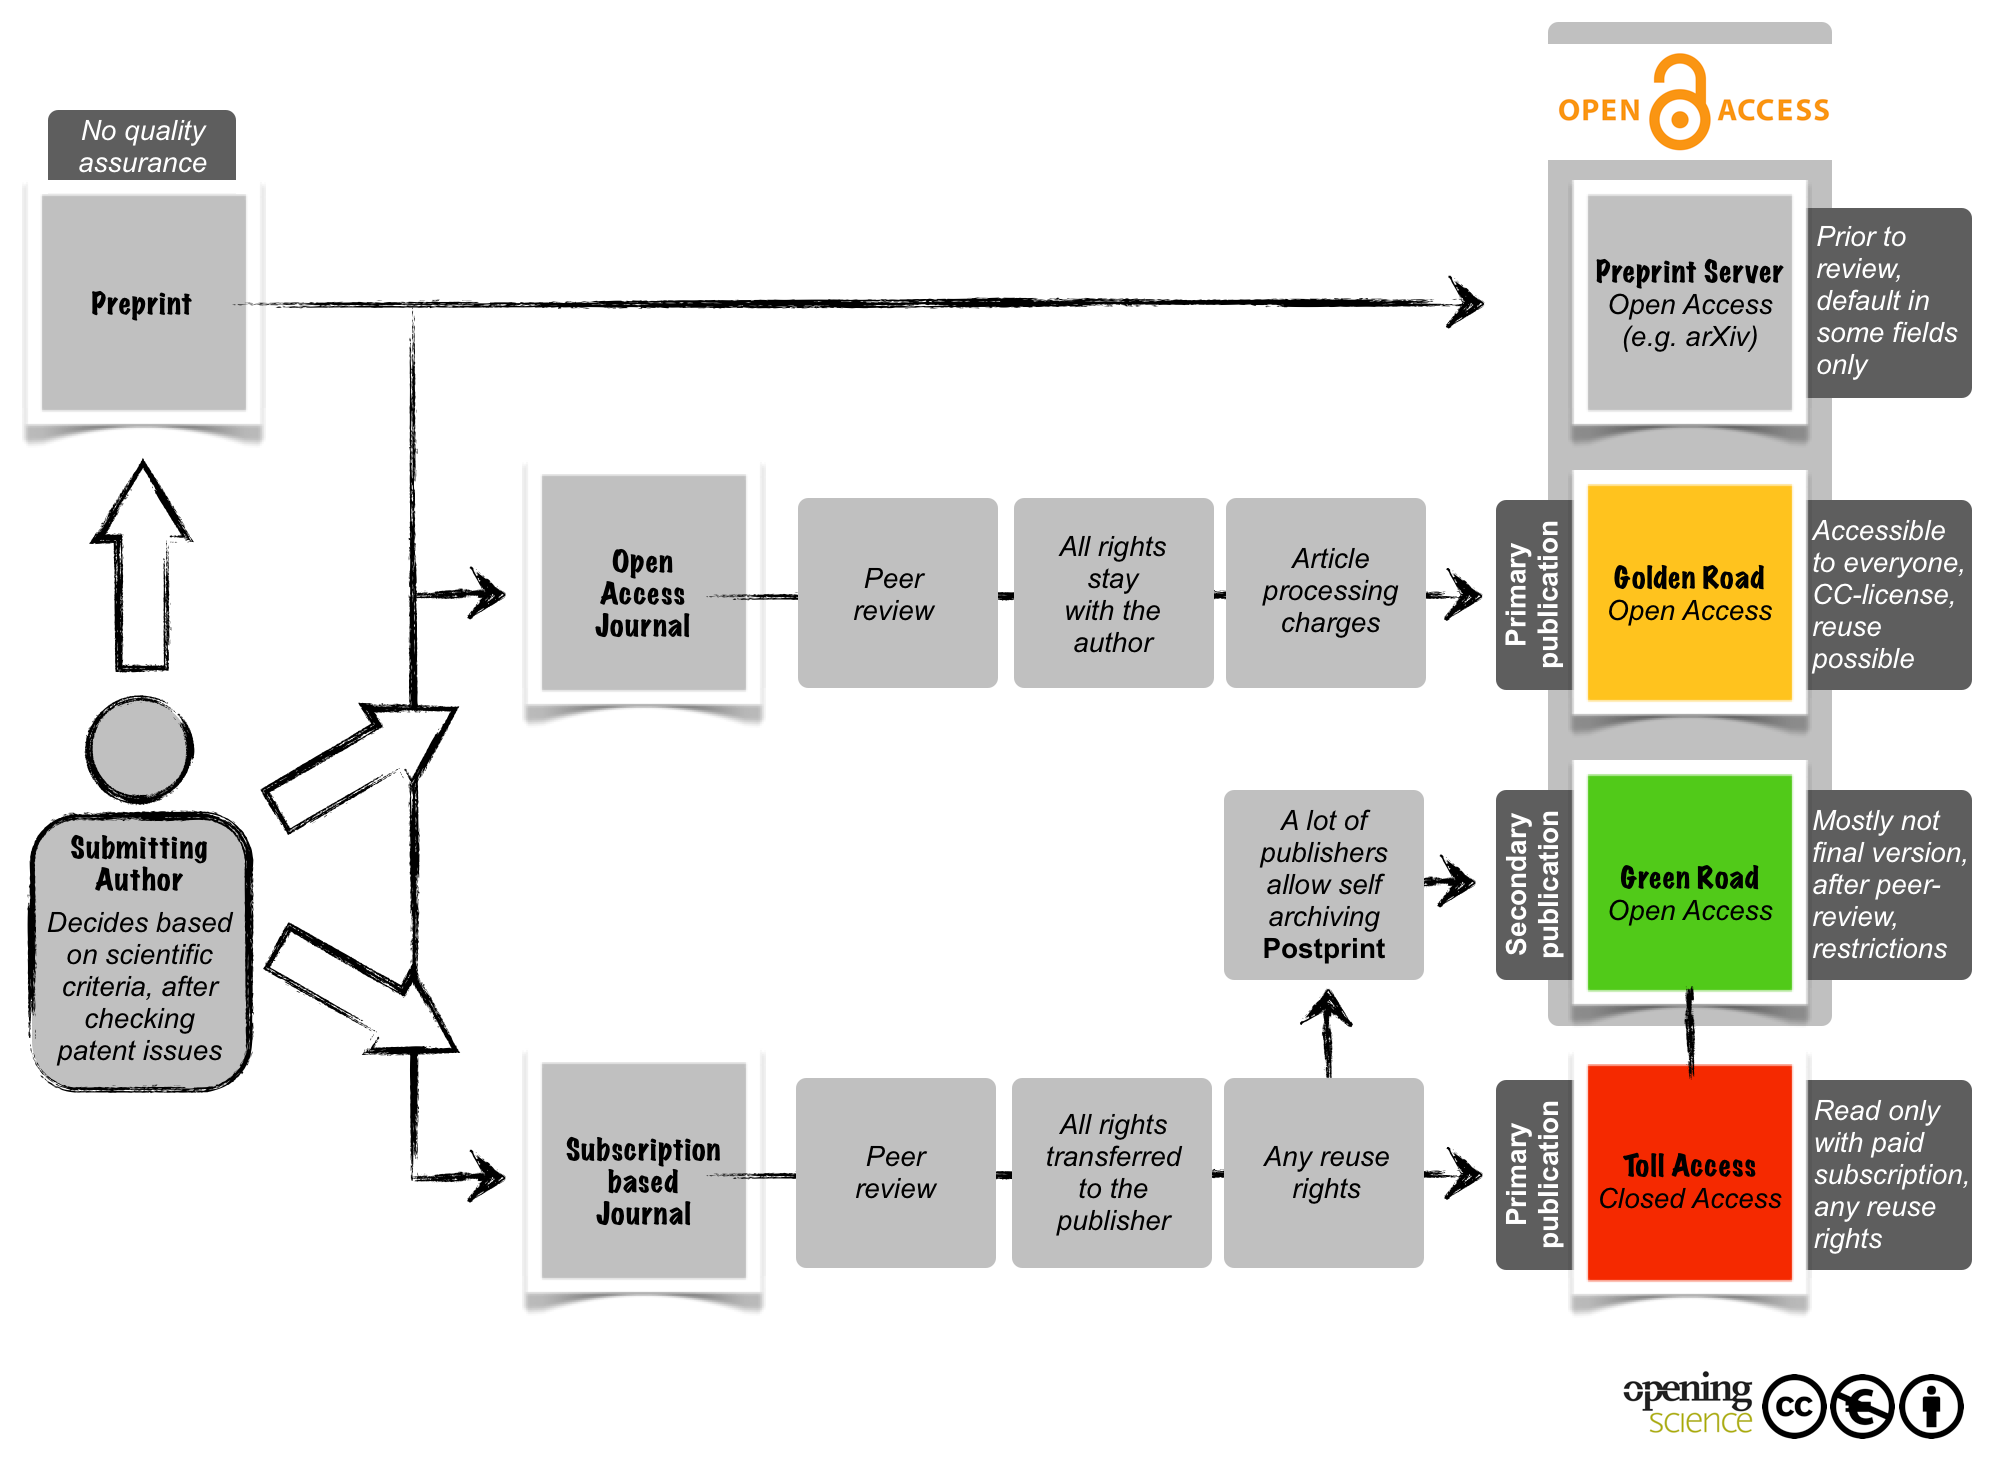 OPEN ACCESS
No quality
assurance
Preprint
Preprint Server
Open Access
(e.g. arXiv)
Prior to
review,
default in
some fields
only
Open
Access
Journal
Peer
review
All rights
stay
with the
author
Article
processing
charges
Primary
publication
Golden Road
Open Access
Accessible
to everyone,
CC-license,
reuse
possible
Submitting
Author
Decides based
on scientific
criteria, after
checking
patent issues
A lot of
publishers
allow self
archiving
Postprint
Secondary
publication
Green Road
Open Access
Mostly not
final version,
after peer-
review,
restrictions
Subscription
based
Journal
Peer
review
All rights
transferred
to the
publisher
Any reuse
rights
Primary
publication
Toll Access
Closed Access
Read only
with paid
subscription,
any reuse
rights
opening
science
cc
€